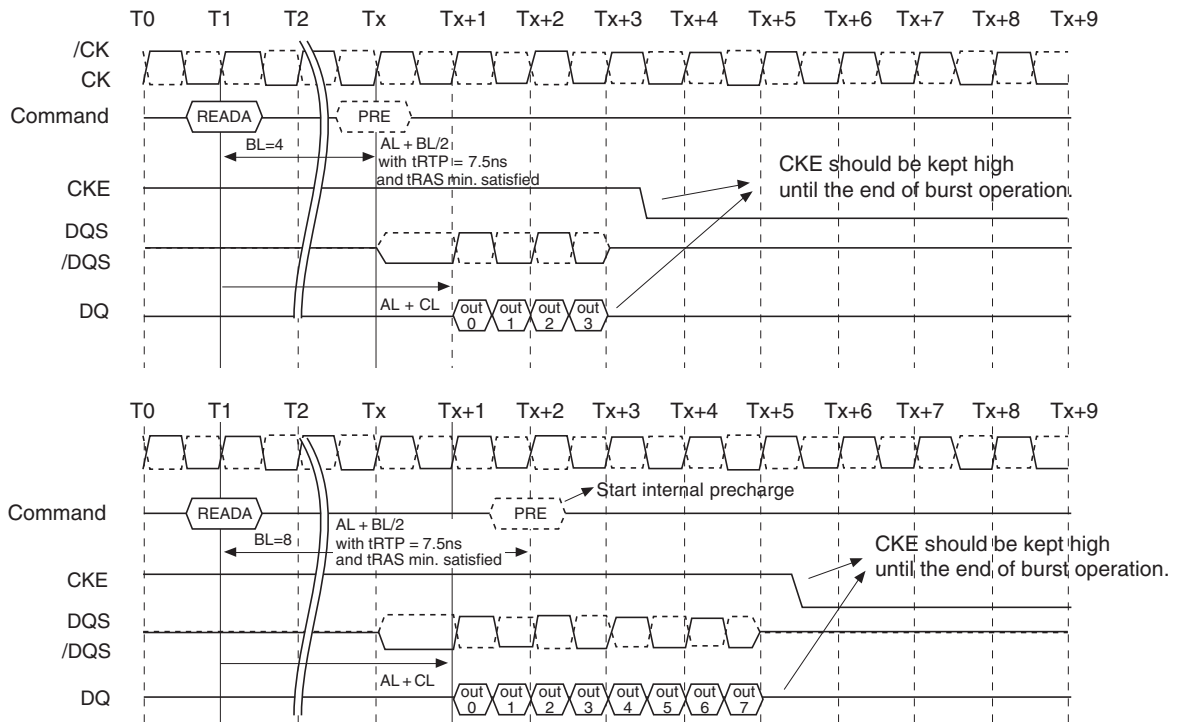 T0 T1 T2 Tx Tx+1 Tx+2 Tx+3 Tx+4 Tx+5 Tx+6 Tx+7 Tx+8 Tx+9
/CK
CK
Command READA PRE
BL=4
AL + BL/2
with tRTP = 7.5ns
and tRAS min. satisfied
CKE should be kept high
until the end of burst operation.
CKE
DQS
/DQS
AL + CL
DQ out 0 out 1 out 2 out 3
T0 T1 T2 Tx Tx+1 Tx+2 Tx+3 Tx+4 Tx+5 Tx+6 Tx+7 Tx+8 Tx+9
Start internal precharge
Command READA PRE
BL=8
AL + BL/2
with tRTP = 7.5ns
and tRAS min. satisfied
CKE should be kept high
until the end of burst operation.
CKE
DQS
/DQS
AL + CL
DQ out 0 out 1 out 2 out 3 out 4 out 5 out 6 out 7